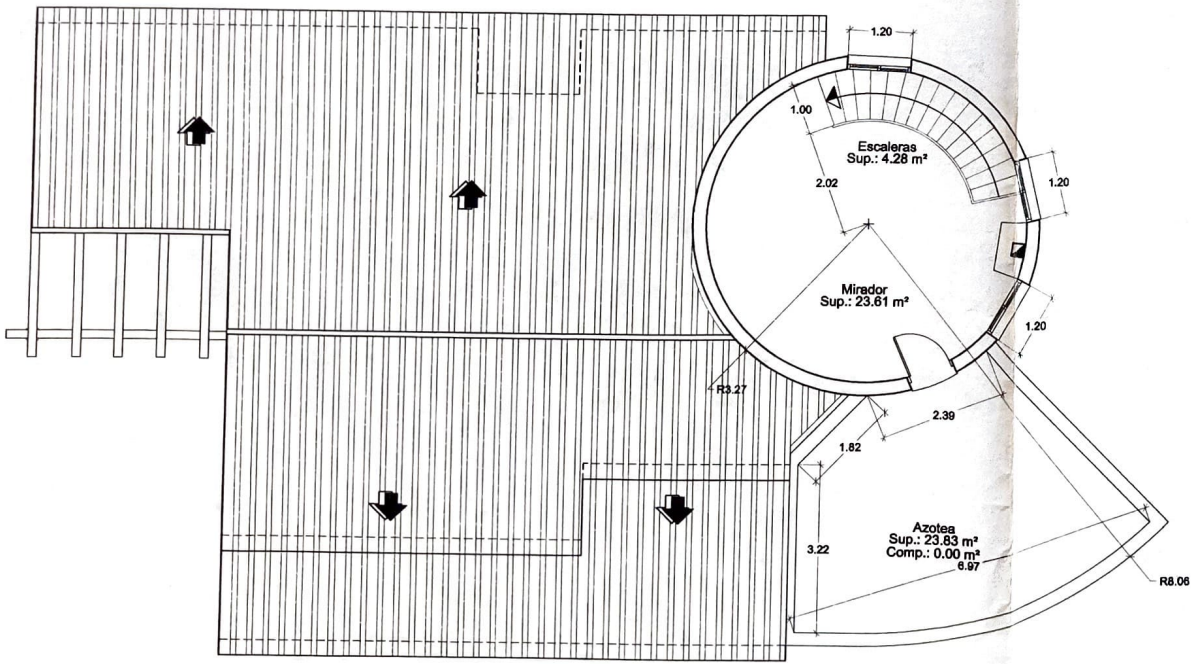 1.20
1.00
Escaleras
Sup.: 4.28 m²
2.02
1.20
Mirador
Sup.: 23.61 m²
1.20
R3.27
2.39
1.82
Azotea
Sup.: 23.83 m²
Comp.: 0.00 m²
3.22
6.97
R8.06